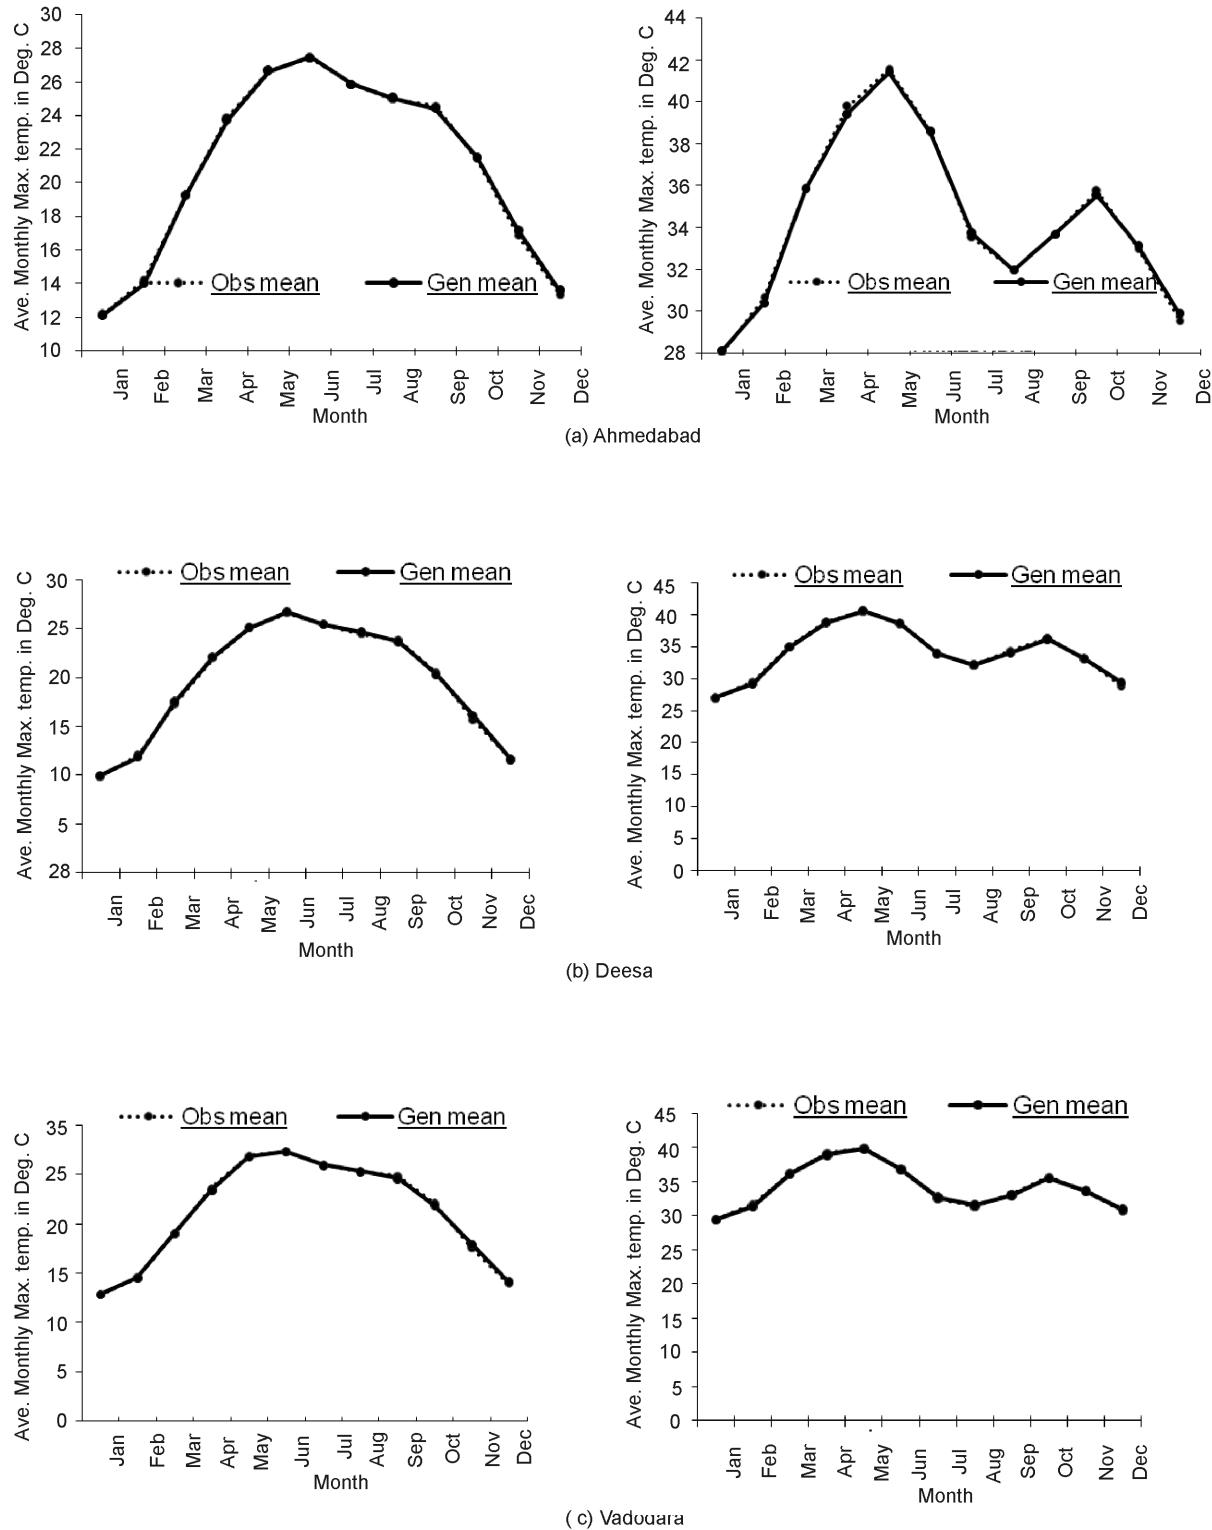 Ave. Monthly Max. temp. in Deg. C
30
28
26
24
22
20
18
16
14
12
10
Obs mean Gen mean
Jan Feb Mar Apr May Jun Jul Aug Sep Oct Nov Dec
Month
Ave. Monthly Max. temp. in Deg. C
44
42
40
38
36
34
32
30
28
Obs mean Gen mean
Jan Feb Mar Apr May Jun Jul Aug Sep Oct Nov Dec
Month
(a) Ahmedabad
Obs mean Gen mean
Ave. Monthly Max. temp. in Deg. C
30
25
20
15
10
5
28
Jan Feb Mar Apr May Jun Jul Aug Sep Oct Nov Dec
Month
Obs mean Gen mean
Ave. Monthly Max. temp. in Deg. C
45
40
35
30
25
20
15
10
5
0
Jan Feb Mar Apr May Jun Jul Aug Sep Oct Nov Dec
Month
(b) Deesa
Obs mean Gen mean
Ave. Monthly Max. temp. in Deg. C
35
25
20
15
10
5
0
Jan Feb Mar Apr May Jun Jul Aug Sep Oct Nov Dec
Month
Obs mean Gen mean
Ave. Monthly Max. temp. in Deg. C
45
40
35
30
25
20
15
10
5
0
Jan Feb Mar Apr May Jun Jul Aug Sep Oct Nov Dec
Month
( c) Vadodara